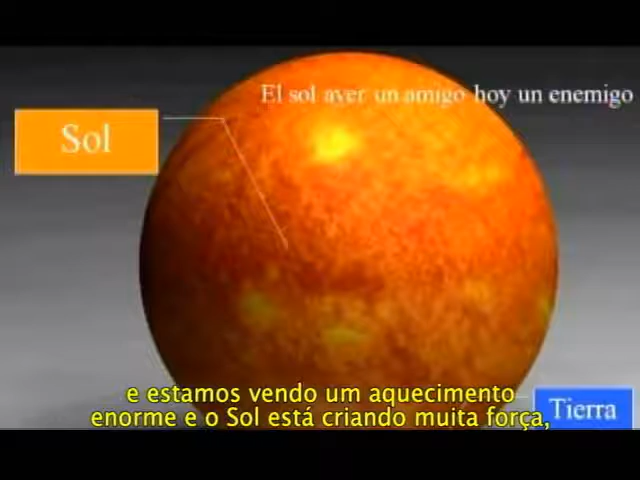 El sol ayer un amigo hoy un enemigo
Sol
e estamos vendo um aquecimento
enorme e o Sol está criando muita força,
Tierra